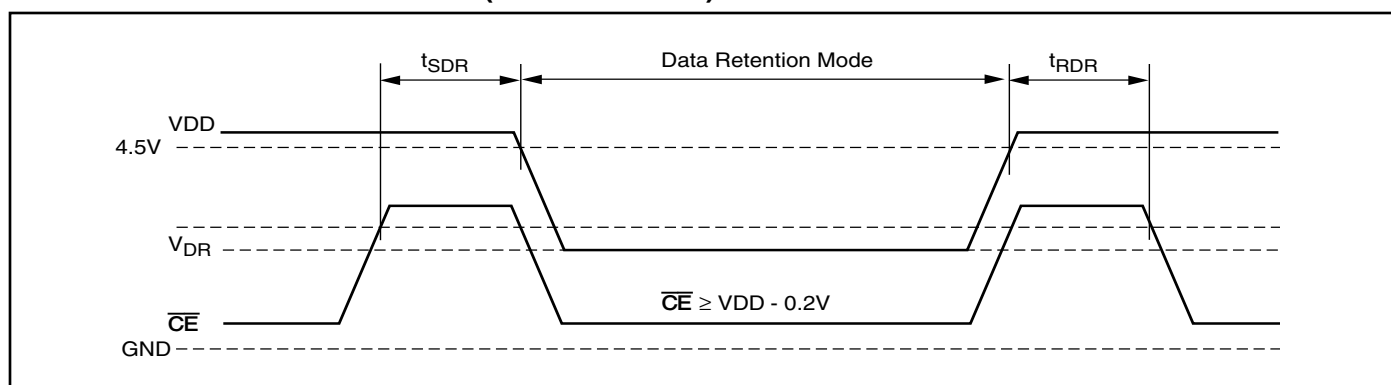 tSDR
Data Retention Mode
tRDR
VDD
4.5V
VDR
CE ≥ VDD - 0.2V
CE
GND